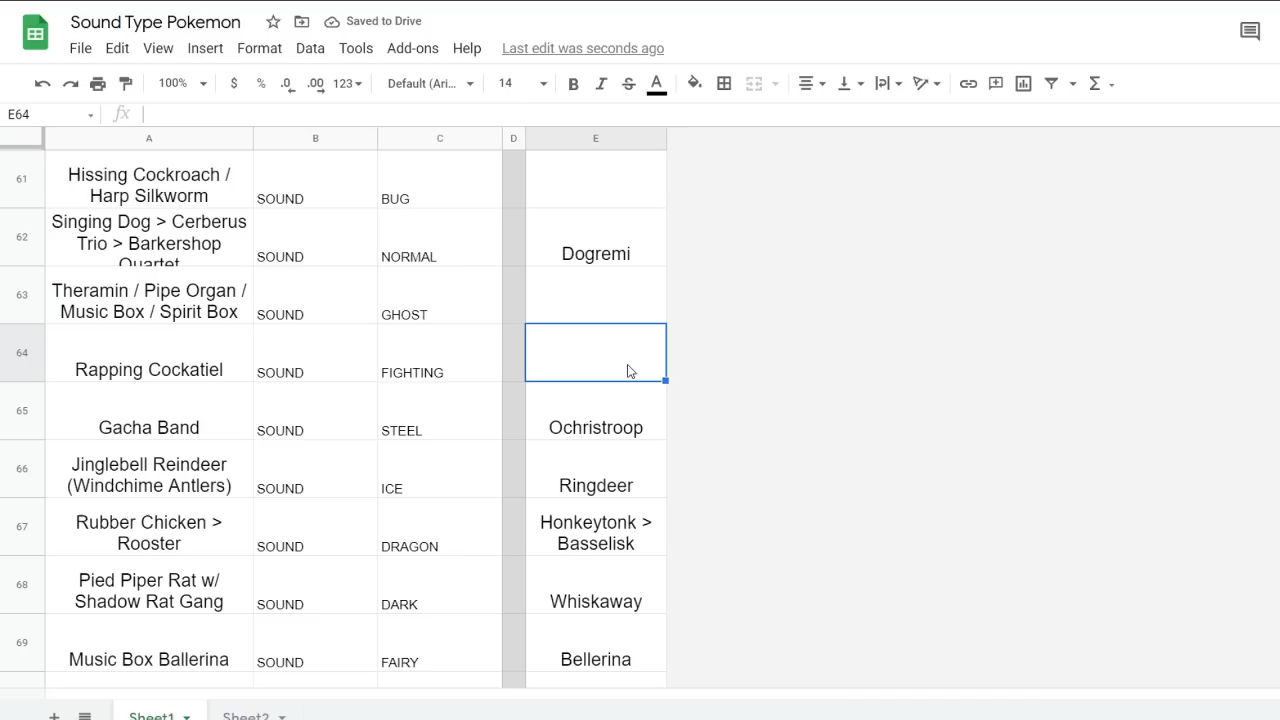 Sound Type Pokemon
Saved to Drive
File Edit View Insert Format Data Tools Add-ons Help Last edit was seconds ago
100% $ % .0 .00 123 Default (Ari... 14 B I S A
E64 fx
A B C D E
61 Hissing Cockroach / Harp Silkworm SOUND BUG
62 Singing Dog > Cerberus Trio > Barkershop Quartet SOUND NORMAL Dogremi
63 Theramin / Pipe Organ / Music Box / Spirit Box SOUND GHOST
64 Rapping Cockatiel SOUND FIGHTING
65 Gacha Band SOUND STEEL Ochristroop
66 Jinglebell Reindeer (Windchime Antlers) SOUND ICE Ringdeer
67 Rubber Chicken > Rooster SOUND DRAGON Honkeytonk > Basselisk
68 Pied Piper Rat w/ Shadow Rat Gang SOUND DARK Whiskaway
69 Music Box Ballerina SOUND FAIRY Bellerina
+ Sheet1 Sheet2